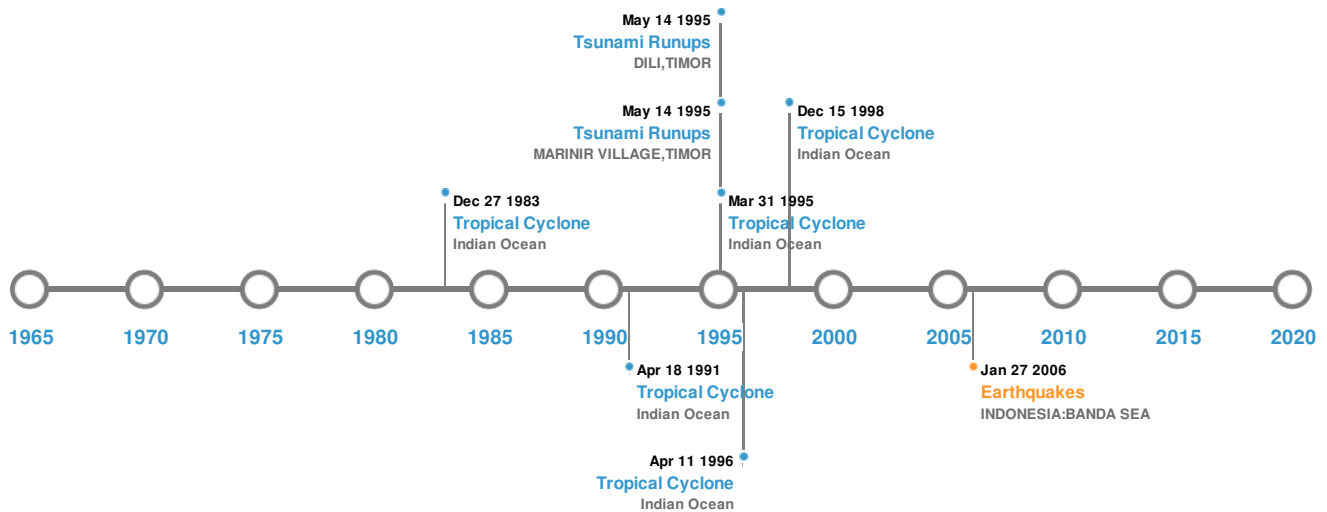 May 14 1995
Tsunami Runups
DILI,TIMOR
May 14 1995
Tsunami Runups
MARINIR VILLAGE,TIMOR
Dec 15 1998
Tropical Cyclone
Indian Ocean
Dec 27 1983
Tropical Cyclone
Indian Ocean
Mar 31 1995
Tropical Cyclone
Indian Ocean
1965 1970 1975 1980 1985 1990 1995 2000 2005 2010 2015 2020
Apr 18 1991
Tropical Cyclone
Indian Ocean
Jan 27 2006
Earthquakes
INDONESIA:BANDA SEA
Apr 11 1996
Tropical Cyclone
Indian Ocean